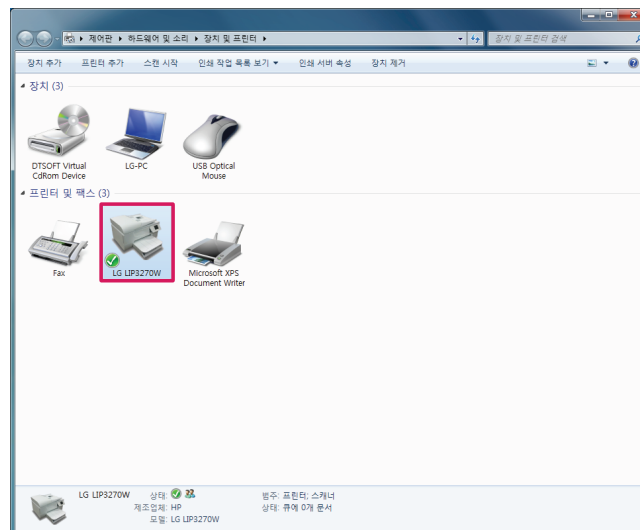 제어판 ▸ 하드웨어 및 소리 ▸ 장치 및 프린터 ▸
장치 및 프린터 검색
장치 추가 프린터 추가 스캔 시작 인쇄 작업 목록 보기 ▼ 인쇄 서버 속성 장치 제거
장치 (3)
DTSOFT Virtual CdRom Device
LG-PC
USB Optical Mouse
프린터 및 팩스 (3)
Fax
LG LIP3270W
Microsoft XPS Document Writer
LG LIP3270W 상태: 범주: 프린터; 스캐너
제조업체: HP 상태: 큐에 0개 문서
모델: LG LIP3270W